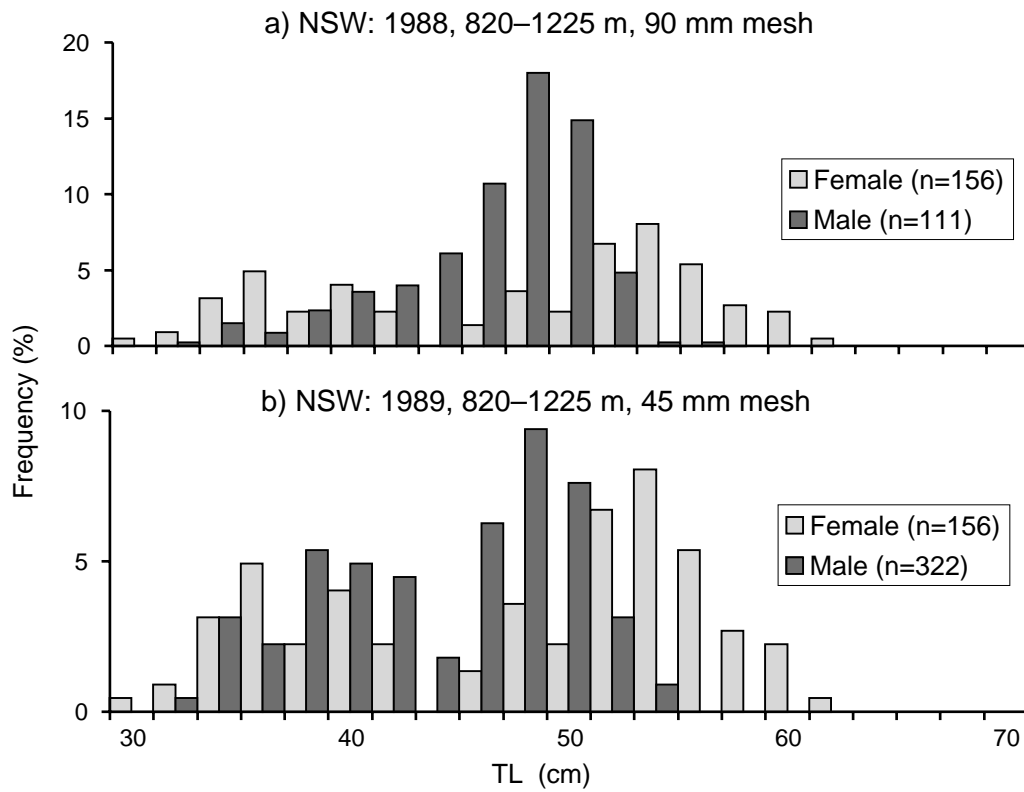 a) NSW: 1988, 820–1225 m, 90 mm mesh
20
15
10
5
0
Female (n=156)
Male (n=111)
Frequency (%)
b) NSW: 1989, 820–1225 m, 45 mm mesh
10
5
0
Female (n=156)
Male (n=322)
30 40 50 60 70
TL (cm)